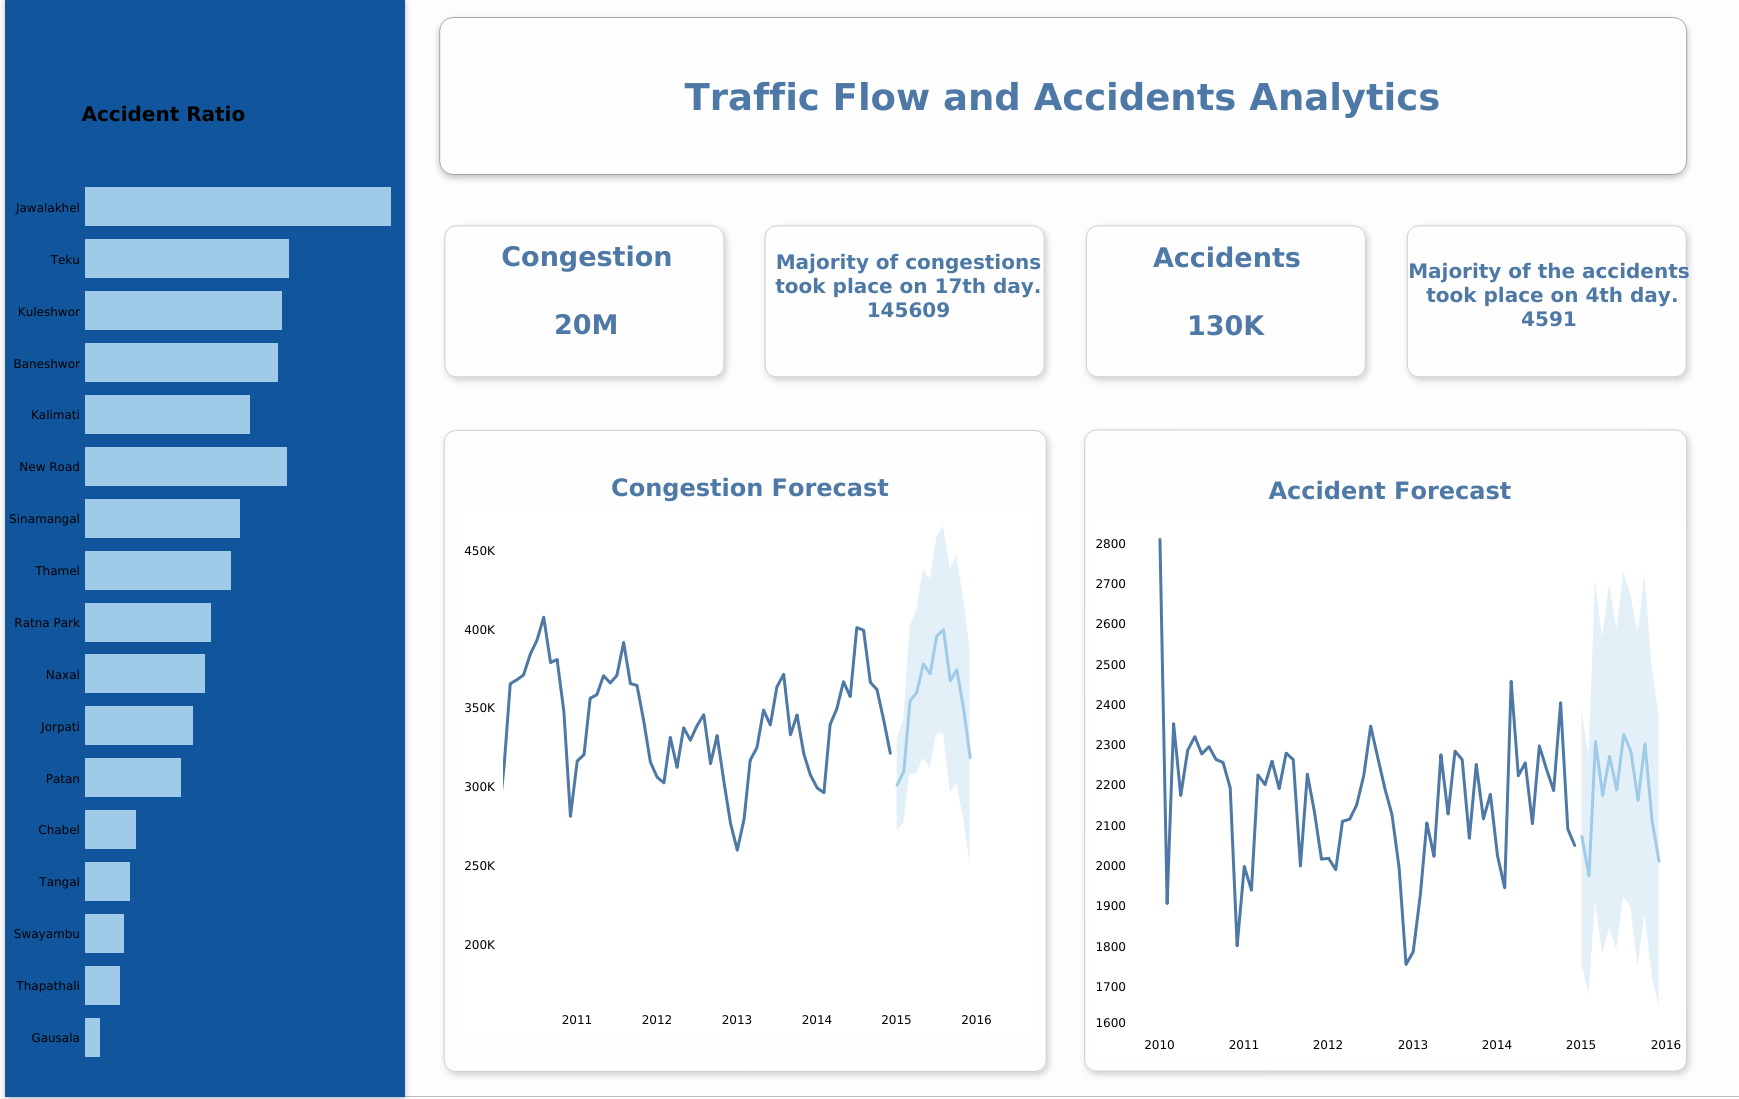 Accident Ratio
Jawalakhel
Teku
Kuleshwor
Baneshwor
Kalimati
New Road
Sinamangal
Thamel
Ratna Park
Naxal
Jorpati
Patan
Chabel
Tangal
Swayambu
Thapathali
Gausala
Traffic Flow and Accidents Analytics
Congestion
20M
Majority of congestions
took place on 17th day.
145609
Accidents
130K
Majority of the accidents
took place on 4th day.
4591
Congestion Forecast
450K
400K
350K
300K
250K
200K
2011 2012 2013 2014 2015 2016
Accident Forecast
2800
2700
2600
2500
2400
2300
2200
2100
2000
1900
1800
1700
1600
2010 2011 2012 2013 2014 2015 2016